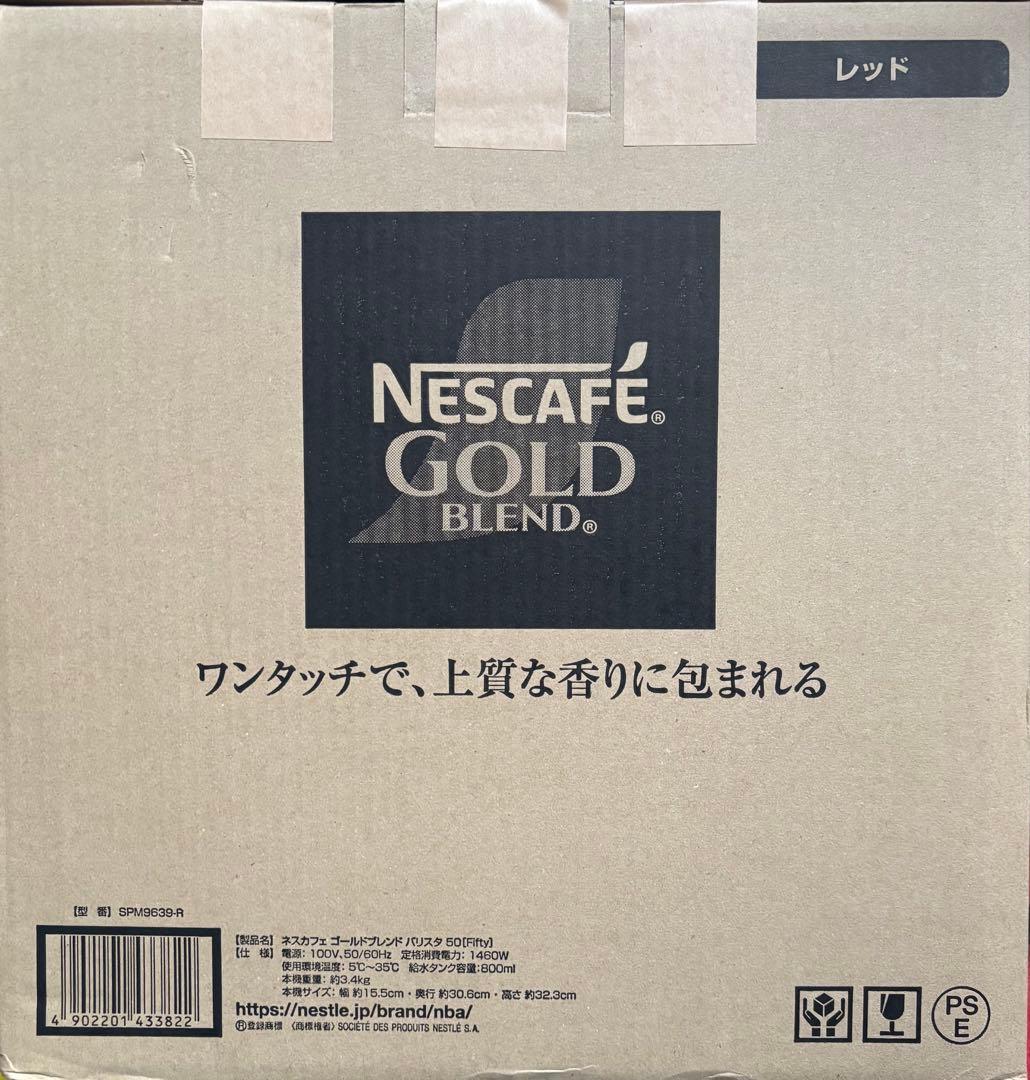 レッド
NESCAFÉ®
GOLD
BLEND®
ワンタッチで、上質な香りに包まれる
【型 番】 SPM9639-R
4 902201 433822
【製品名】 ネスカフェ ゴールドブレンド バリスタ 50[Fifty]
【仕 様】 電源: 100V、50/60Hz 定格消費電力: 1460W
使用環境温度: 5℃〜35℃ 給水タンク容量:800ml
本機重量: 約3.4kg
本機サイズ: 幅 約15.5cm・奥行 約30.6cm・高さ 約32.3cm
https://nestle.jp/brand/nba/
®登録商標 〈商標権者〉 SOCIÉTÉ DES PRODUITS NESTLÉ S.A.
PS
E